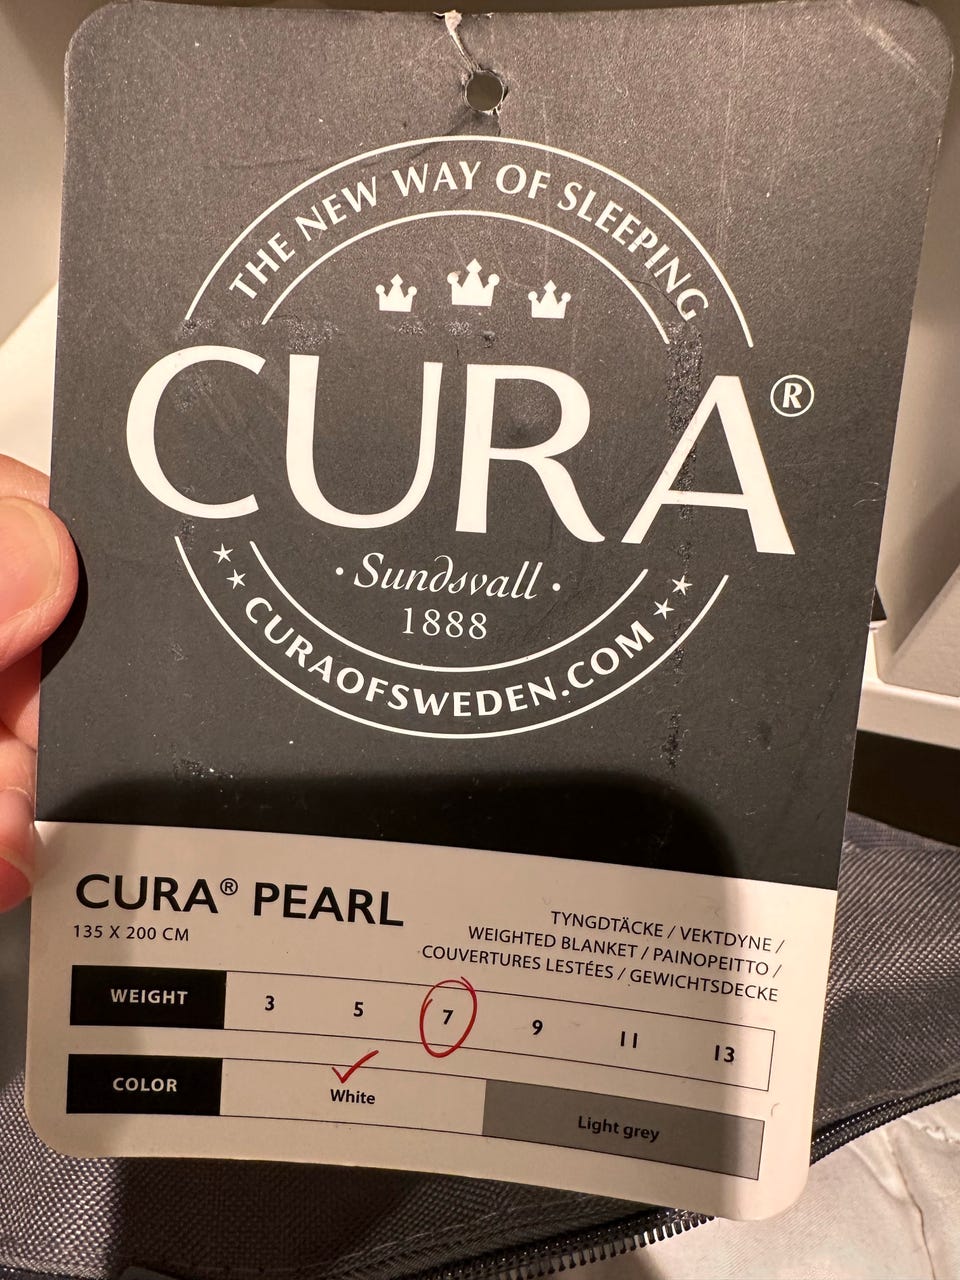 THE NEW WAY OF SLEEPING
CURA®
· Sundsvall ·
1888
CURAOFSWEDEN.COM
CURA® PEARL
135 X 200 CM
TYNGDTÄCKE / VEKTDYNE /
WEIGHTED BLANKET / PAINOPEITTO /
COUVERTURES LESTÉES / GEWICHTSDECKE
WEIGHT 3 5 7 9 11 13
COLOR White Light grey